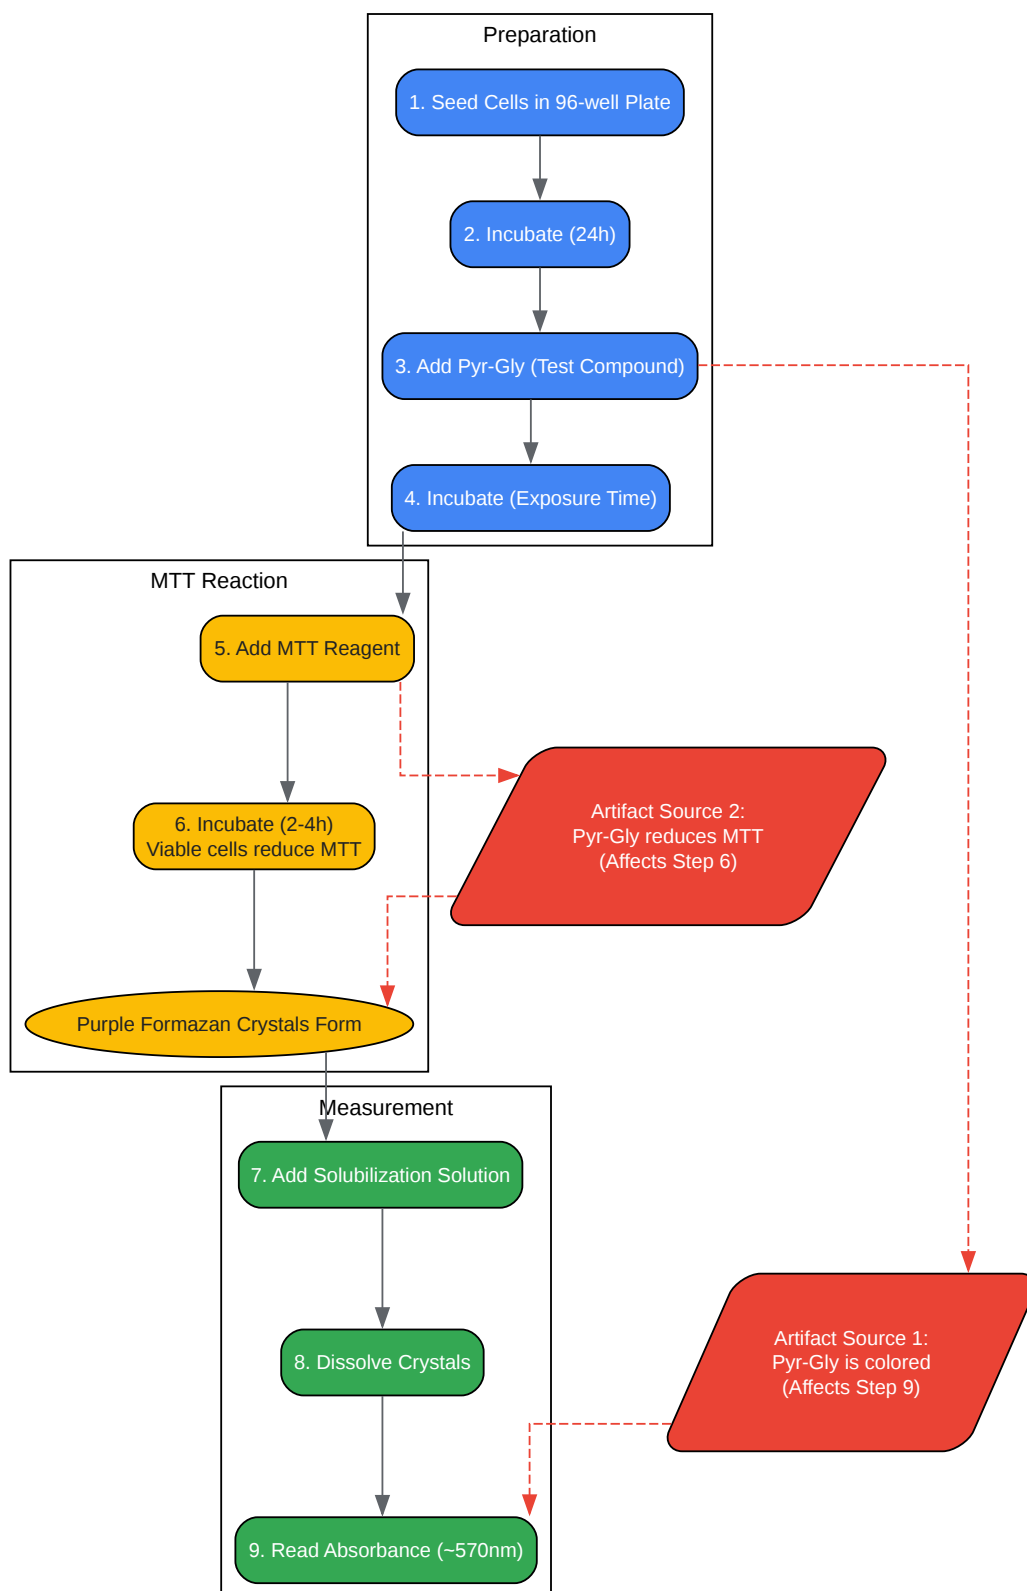 Preparation
1. Seed Cells in 96-well Plate
2. Incubate (24h)
3. Add Pyr-Gly (Test Compound)
4. Incubate (Exposure Time)
MTT Reaction
5. Add MTT Reagent
Artifact Source 2:
Pyr-Gly reduces MTT
(Affects Step 6)
6. Incubate (2-4h)
Viable cells reduce MTT
Purple Formazan Crystals Form
Measurement
7. Add Solubilization Solution
8. Dissolve Crystals
Artifact Source 1:
Pyr-Gly is colored
(Affects Step 9)
9. Read Absorbance (~570nm)